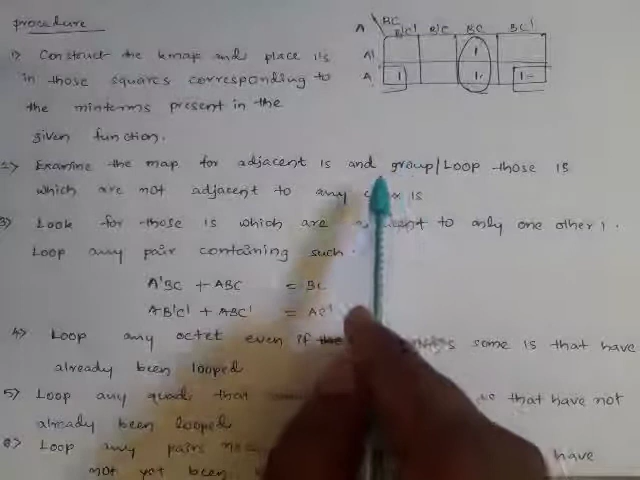 procedure
A BC B'C' B'C BC BC'
A' 1
A 1 1 1
1) Construct the kmap and place 1's
in those squares corresponding to
the minterms present in the
given function.
2) Examine the map for adjacent 1s and group/Loop those 1s
which are not adjacent to any 1s
3) Look for those 1s which are to only one other 1.
Loop any pair containing such.
A'BC + ABC = BC
AB'C' + ABC' = AC'
4) Loop any octet even if some 1s that have
already been looped
5) Loop any quad that that have not
already been looped
6) Loop any pairs have
not yet been